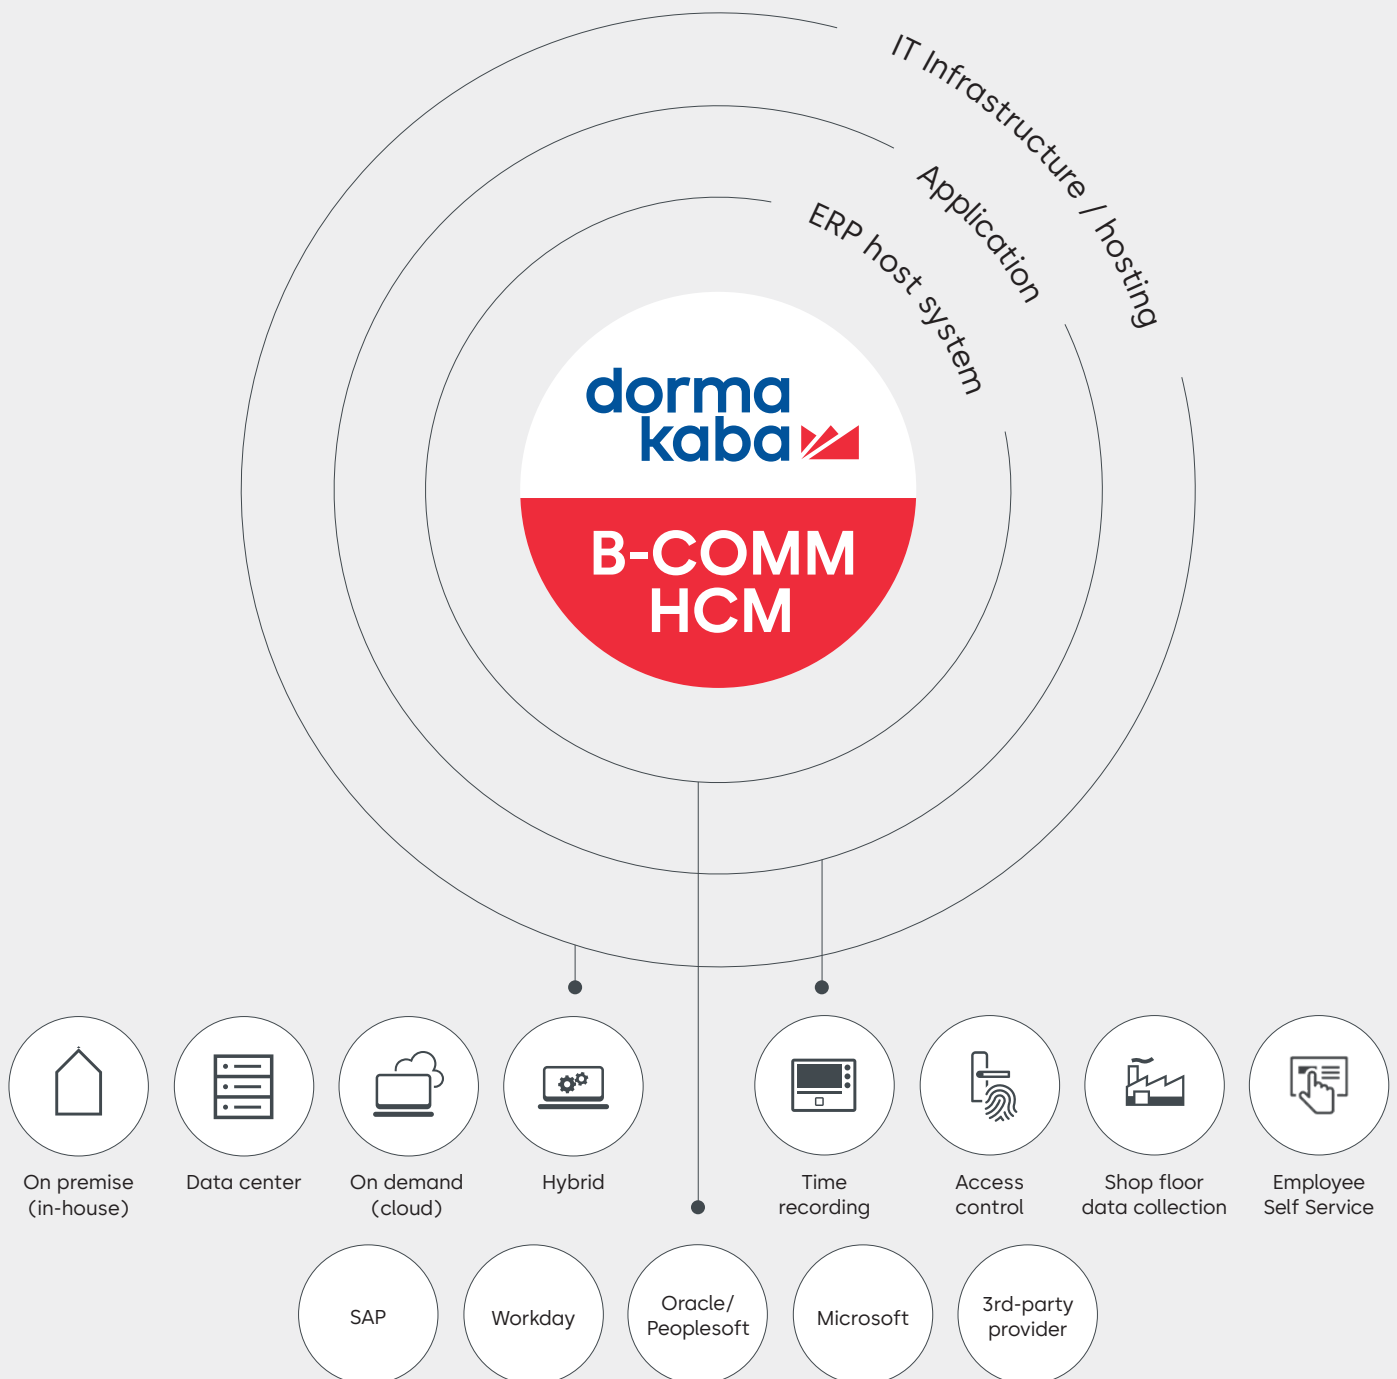 IT Infrastructure / hosting
Application
ERP host system
dorma
kaba
B-COMM
HCM
On premise
(in-house)
Data center
On demand
(cloud)
Hybrid
Time
recording
Access
control
Shop floor
data collection
Employee
Self Service
SAP
Workday
Oracle/
Peoplesoft
Microsoft
3rd-party
provider